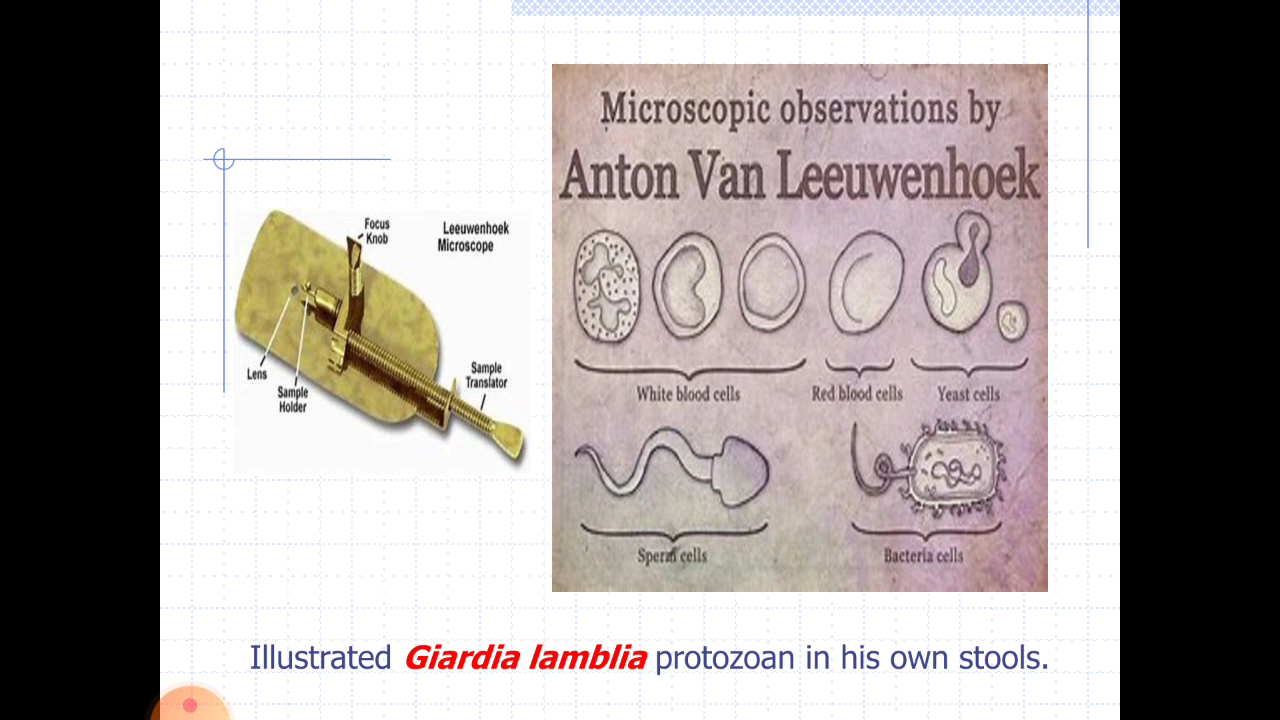 Microscopic observations by
Anton Van Leeuwenhoek
Focus
Knob
Leeuwenhoek
Microscope
Lens
Sample
Holder
Sample
Translator
White blood cells
Red blood cells
Yeast cells
Sperm cells
Bacteria cells
Illustrated Giardia lamblia protozoan in his own stools.